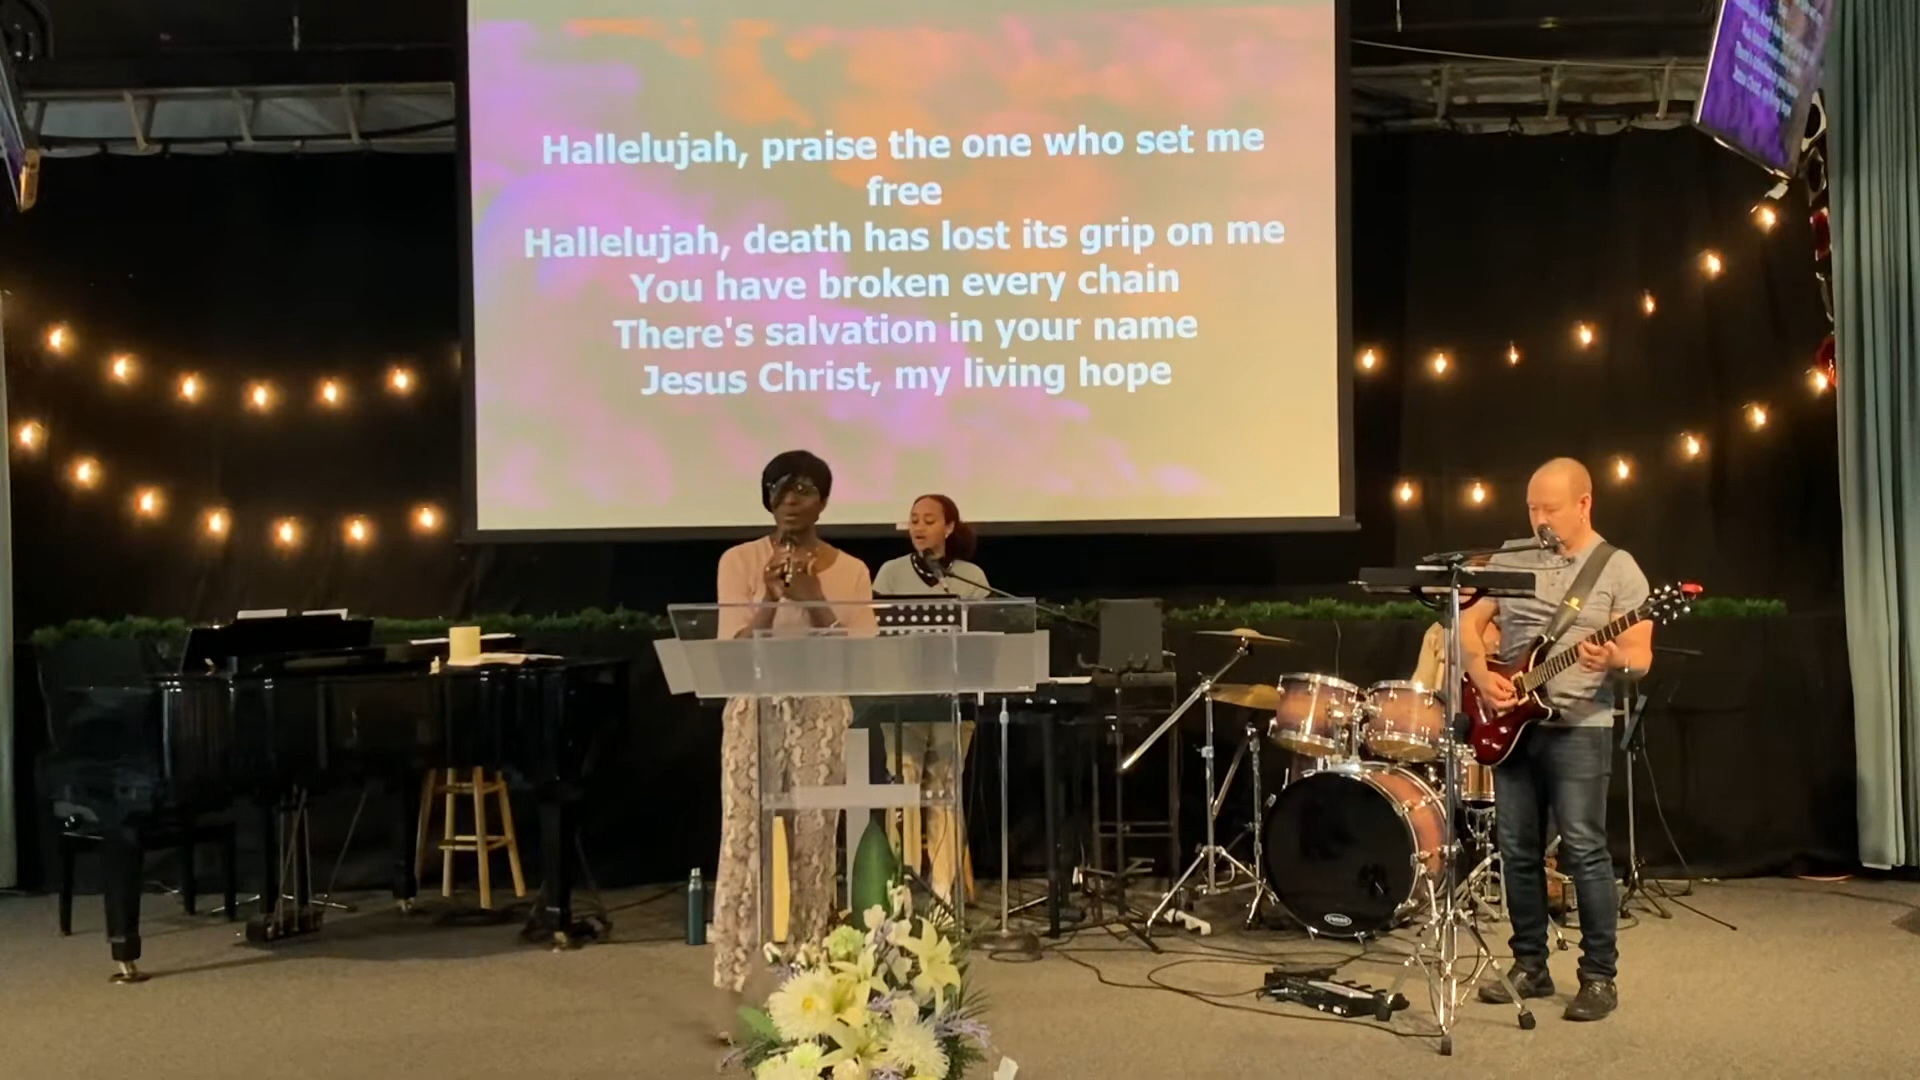 Hallelujah, praise the one who set me
free
Hallelujah, death has lost its grip on me
You have broken every chain
There's salvation in your name
Jesus Christ, my living hope